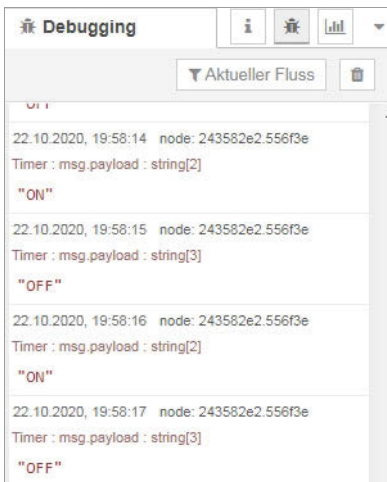 Debugging
i
Aktueller Fluss
"OFF"
22.10.2020, 19:58:14 node: 243582e2.556f3e
Timer : msg.payload : string[2]
"ON"
22.10.2020, 19:58:15 node: 243582e2.556f3e
Timer : msg.payload : string[3]
"OFF"
22.10.2020, 19:58:16 node: 243582e2.556f3e
Timer : msg.payload : string[2]
"ON"
22.10.2020, 19:58:17 node: 243582e2.556f3e
Timer : msg.payload : string[3]
"OFF"